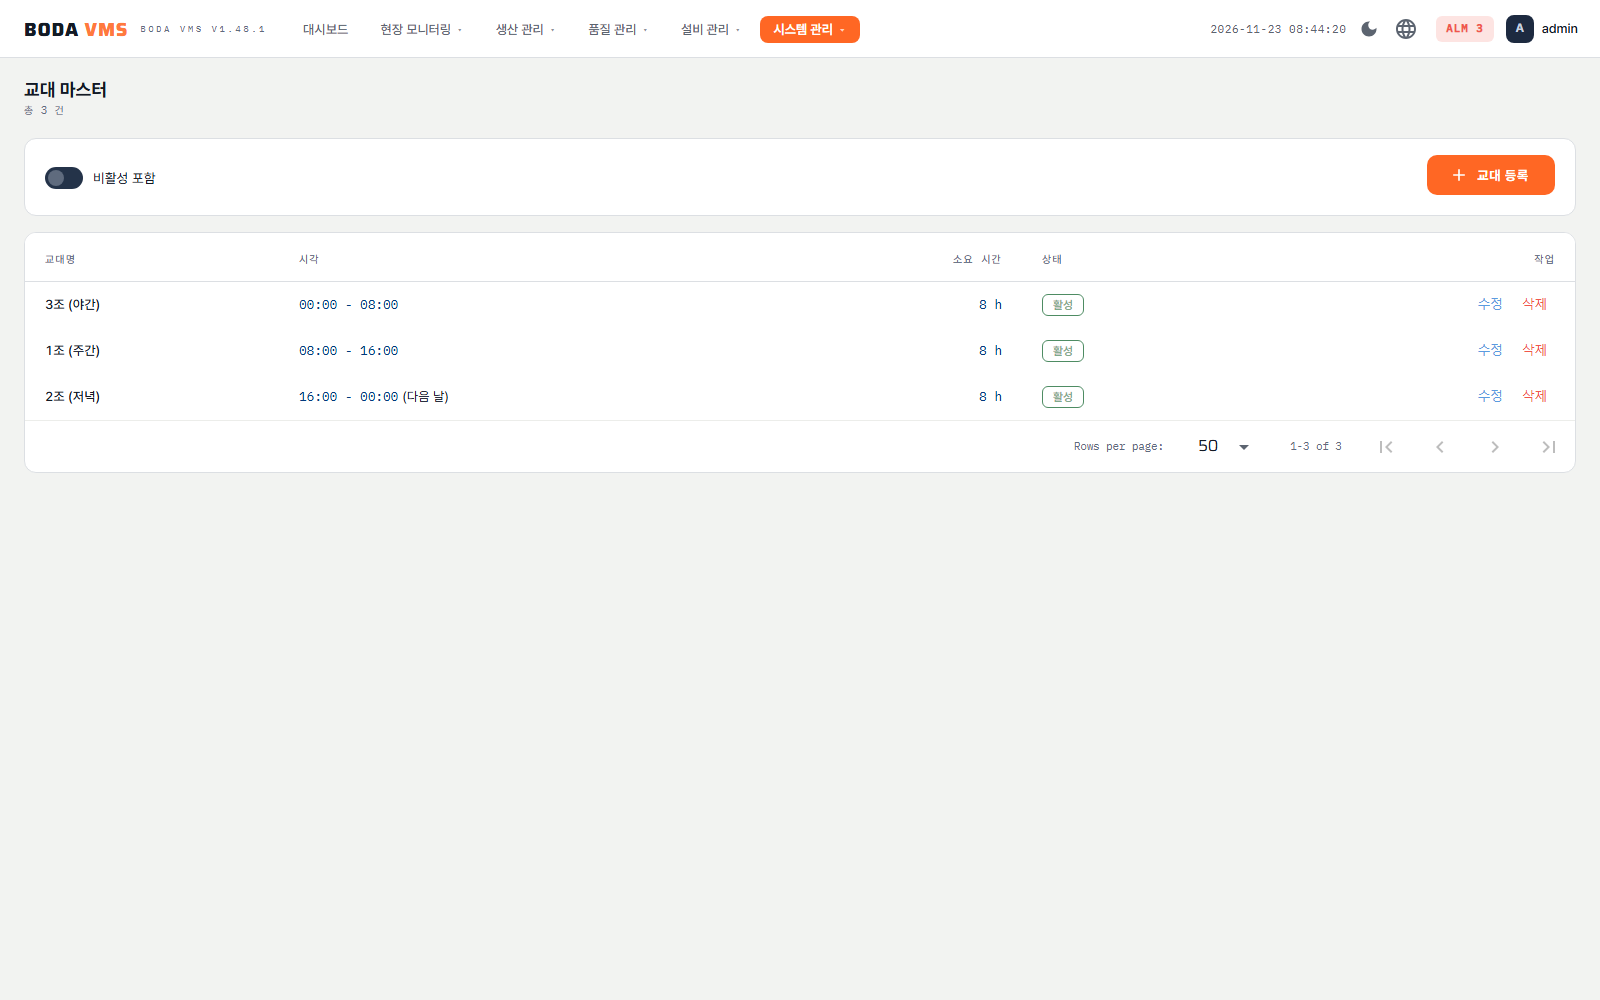 BODA VMS BODA VMS V1.48.1 대시보드 현장 모니터링 생산 관리 품질 관리 설비 관리 시스템 관리 2026-11-23 08:44:20 ALM 3 A admin
교대 마스터
총 3 건
비활성 포함 + 교대 등록
교대명 시각 소요 시간 상태 작업
3조 (야간) 00:00 - 08:00 8 h 활성 수정 삭제
1조 (주간) 08:00 - 16:00 8 h 활성 수정 삭제
2조 (저녁) 16:00 - 00:00 (다음 날) 8 h 활성 수정 삭제
Rows per page: 50 1-3 of 3